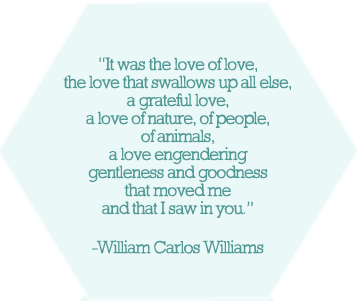 "It was the love of love,
the love that swallows up all else,
a grateful love,
a love of nature, of people,
of animals,
a love engendering
gentleness and goodness
that moved me
and that I saw in you."
-William Carlos Williams